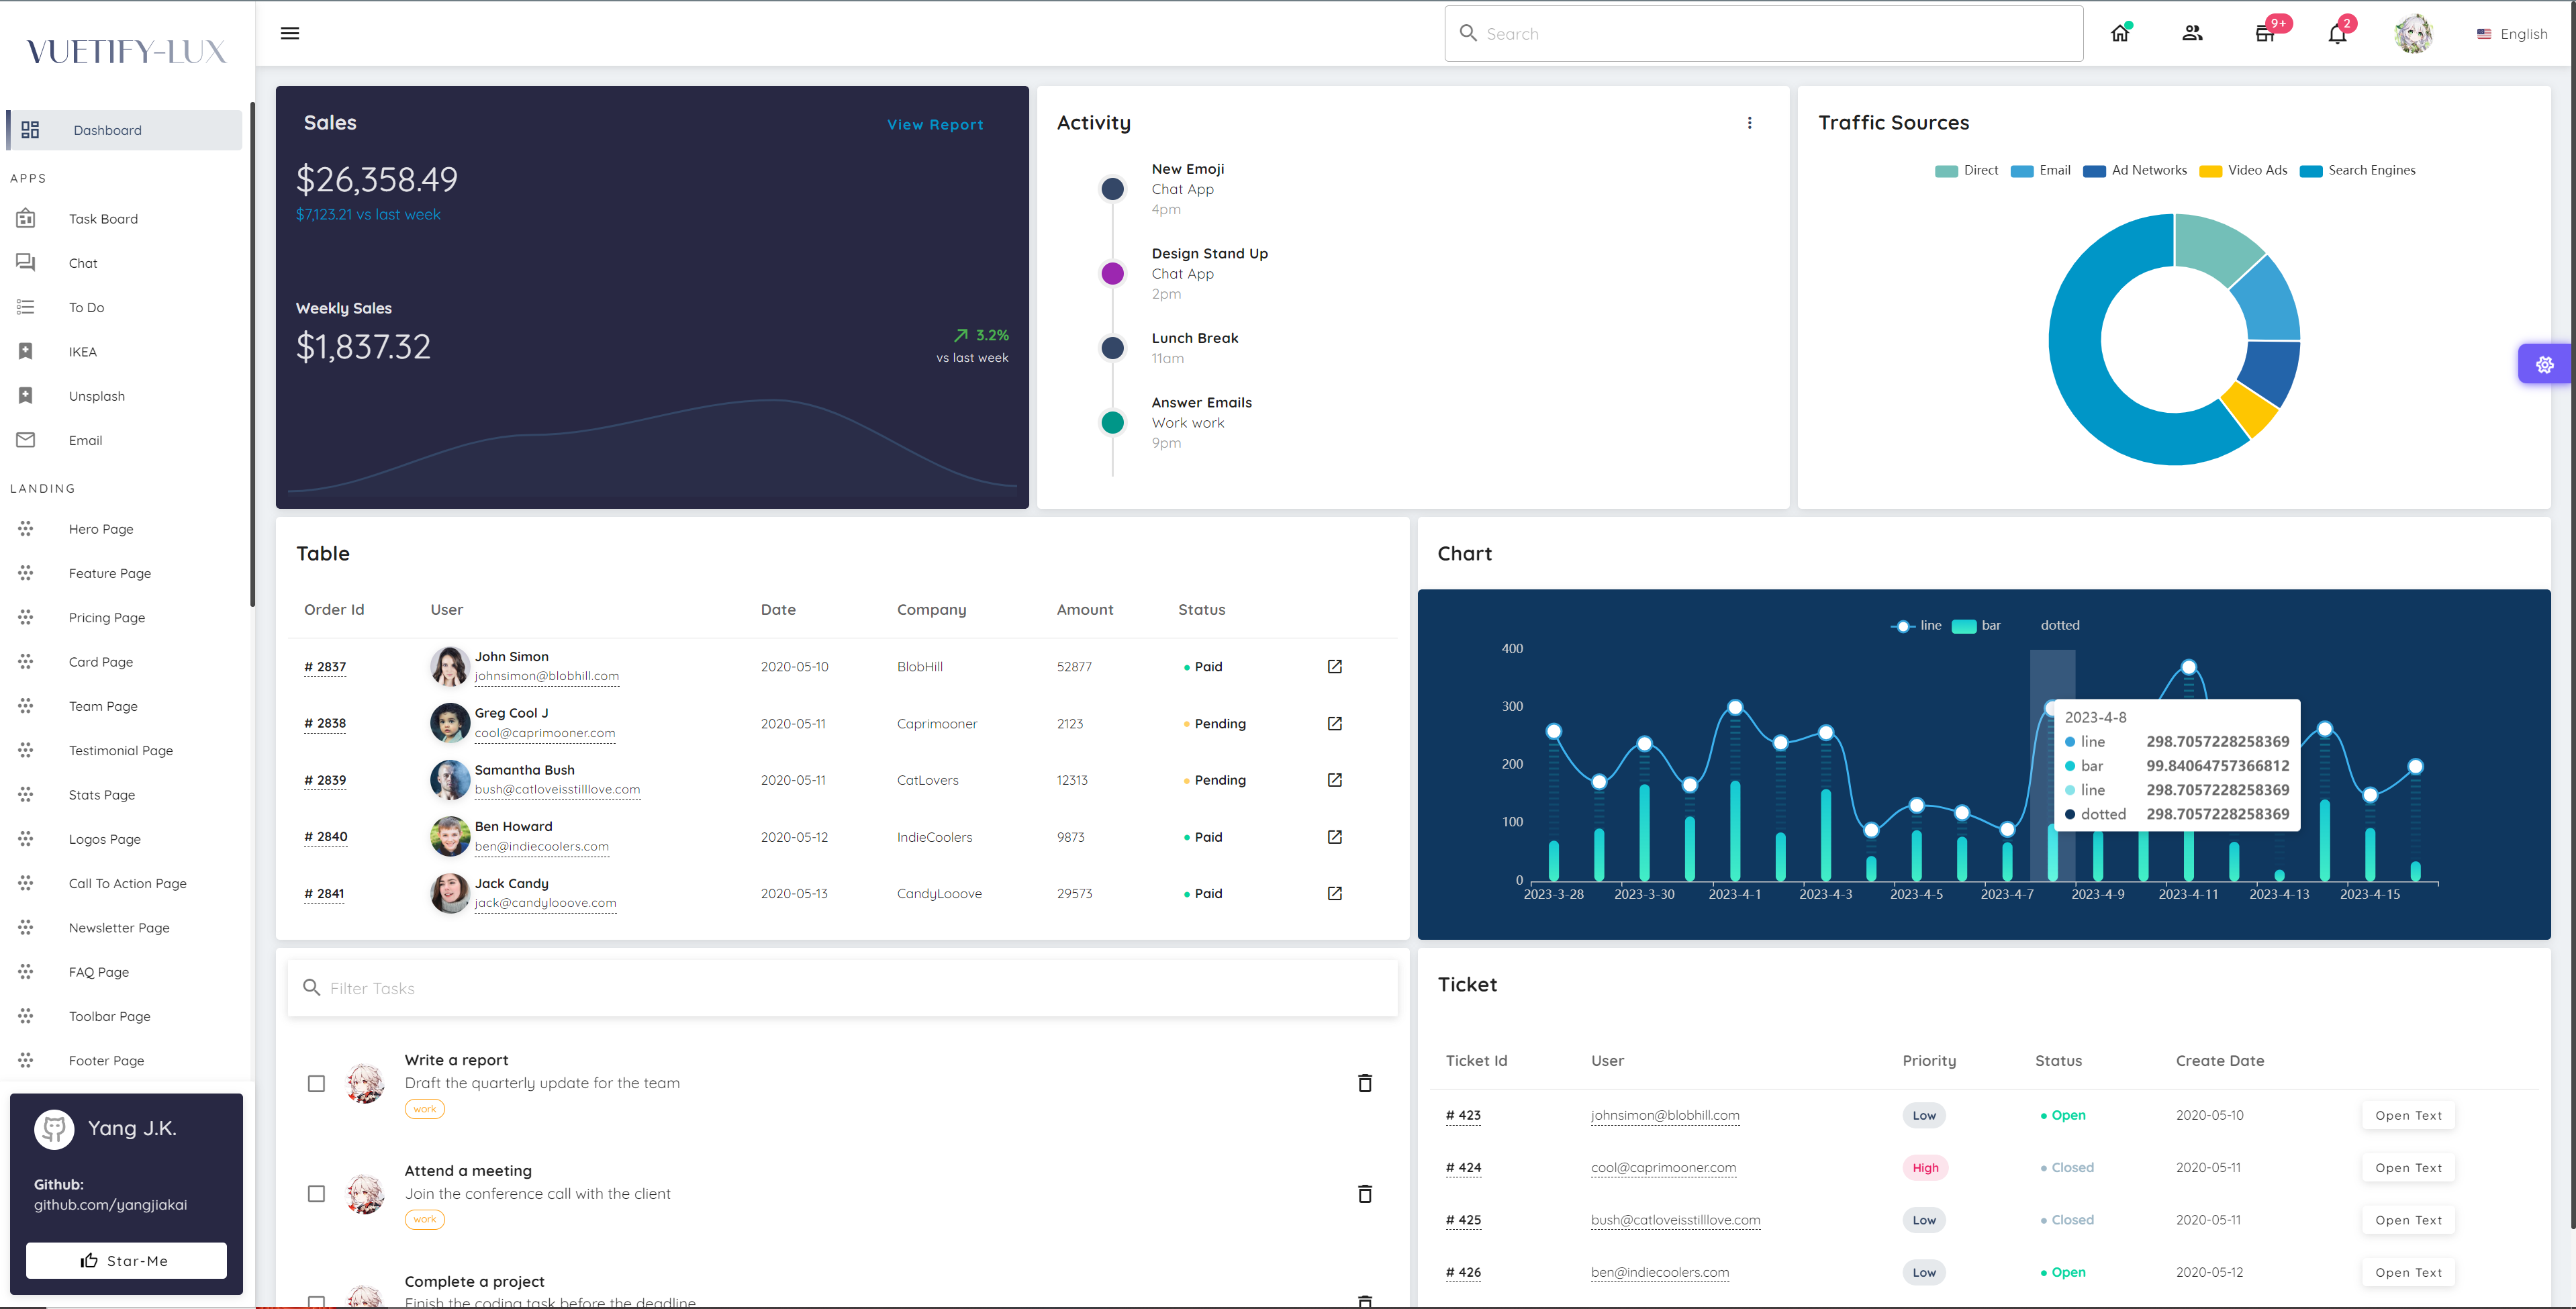 VUETIFY-LUX
Search
9+
2
English
Dashboard
APPS
Task Board
Chat
To Do
IKEA
Unsplash
Email
LANDING
Hero Page
Feature Page
Pricing Page
Card Page
Team Page
Testimonial Page
Stats Page
Logos Page
Call To Action Page
Newsletter Page
FAQ Page
Toolbar Page
Footer Page
Yang J.K.
Github:
github.com/yangjiakai
Star-Me
Sales
View Report
$26,358.49
$7,123.21 vs last week
Weekly Sales
$1,837.32
3.2%
vs last week
Activity
New Emoji
Chat App
4pm
Design Stand Up
Chat App
2pm
Lunch Break
11am
Answer Emails
Work work
9pm
Traffic Sources
Direct Email Ad Networks Video Ads Search Engines
Table
Order Id User Date Company Amount Status
# 2837 John Simon 2020-05-10 BlobHill 52877 Paid
johnsimon@blobhill.com
# 2838 Greg Cool J 2020-05-11 Caprimooner 2123 Pending
cool@caprimooner.com
# 2839 Samantha Bush 2020-05-11 CatLovers 12313 Pending
bush@catloveisstilllove.com
# 2840 Ben Howard 2020-05-12 IndieCoolers 9873 Paid
ben@indiecoolers.com
# 2841 Jack Candy 2020-05-13 CandyLooove 29573 Paid
jack@candylooove.com
Chart
line bar dotted
400
300
200
100
0
2023-4-8
line 298.7057228258369
bar 99.84064757366812
line 298.7057228258369
dotted 298.7057228258369
2023-3-28 2023-3-30 2023-4-1 2023-4-3 2023-4-5 2023-4-7 2023-4-9 2023-4-11 2023-4-13 2023-4-15
Filter Tasks
Write a report
Draft the quarterly update for the team
work
Attend a meeting
Join the conference call with the client
work
Complete a project
Finish the coding task before the deadline
Ticket
Ticket Id User Priority Status Create Date
# 423 johnsimon@blobhill.com Low Open 2020-05-10 Open Text
# 424 cool@caprimooner.com High Closed 2020-05-11 Open Text
# 425 bush@catloveisstilllove.com Low Closed 2020-05-11 Open Text
# 426 ben@indiecoolers.com Low Open 2020-05-12 Open Text